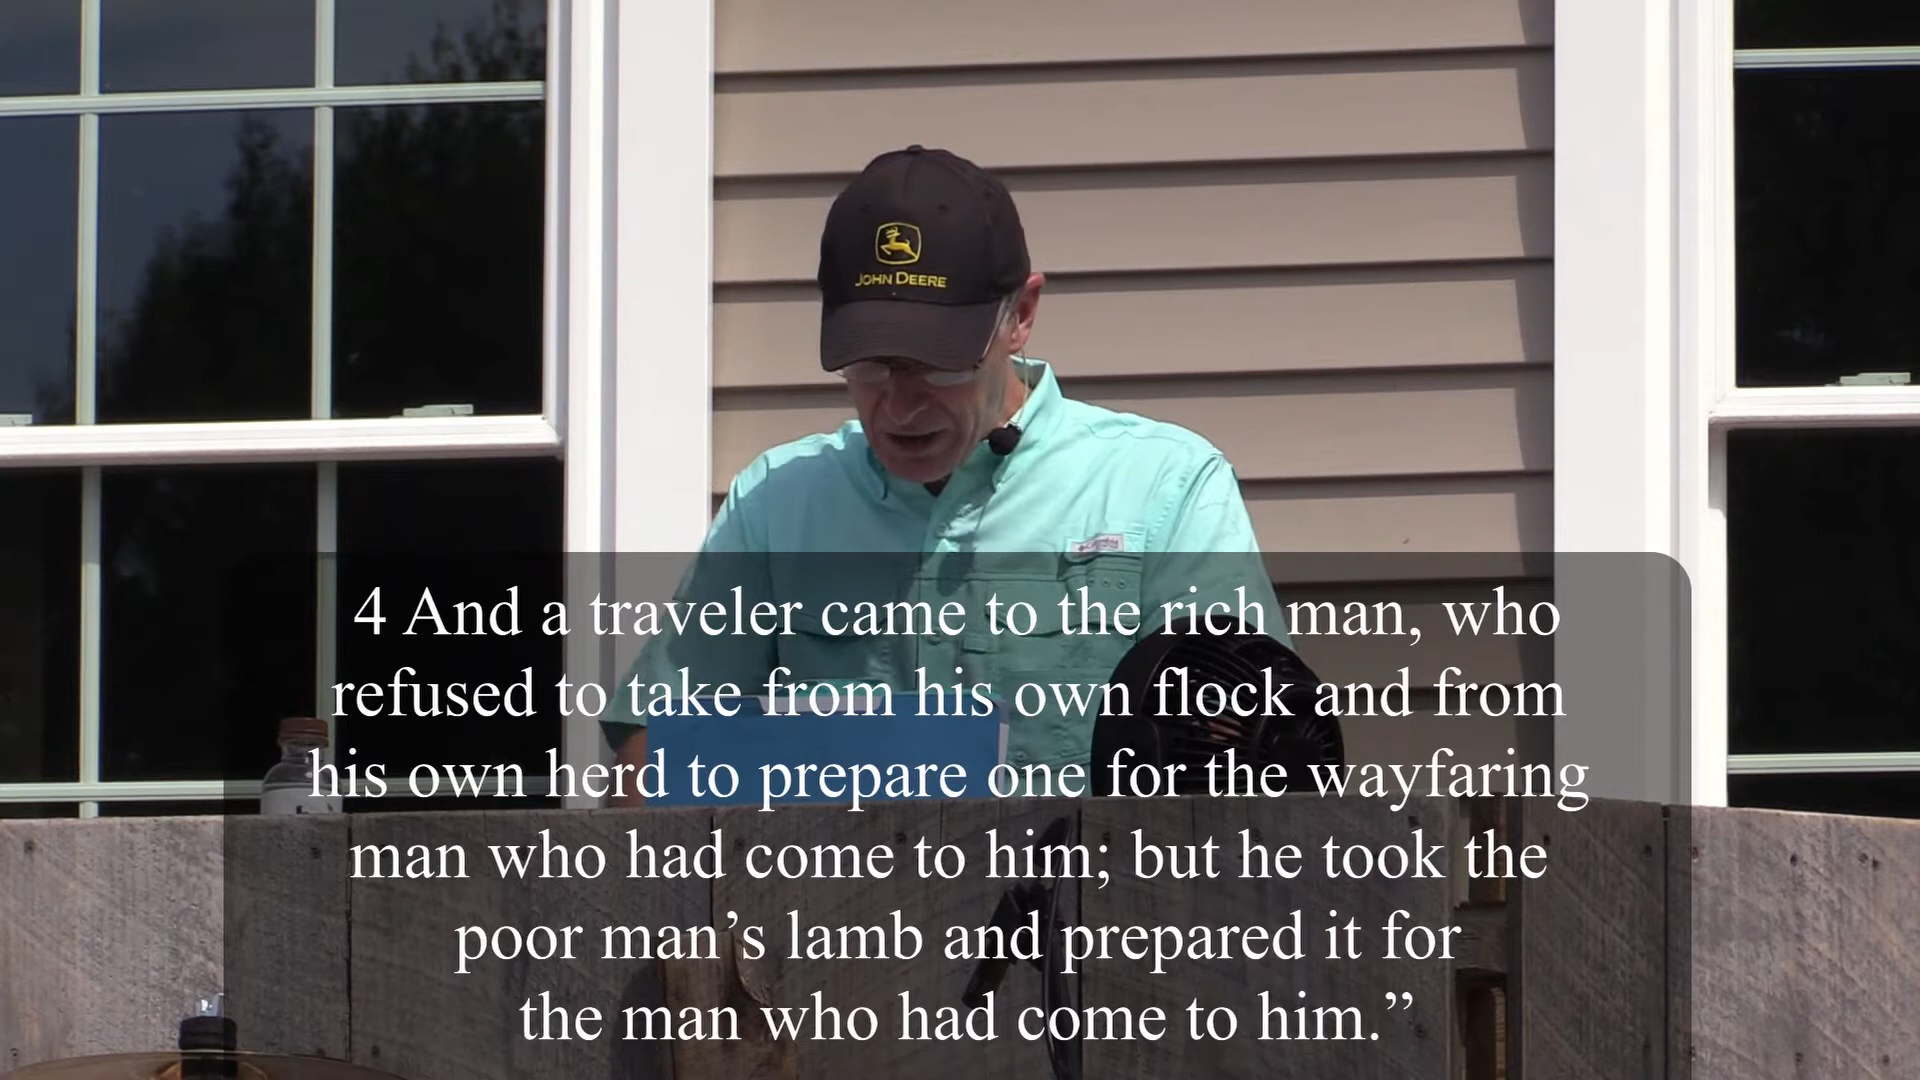 JOHN DEERE
Columbia
4 And a traveler came to the rich man, who
refused to take from his own flock and from
his own herd to prepare one for the wayfaring
man who had come to him; but he took the
poor man’s lamb and prepared it for
the man who had come to him.”